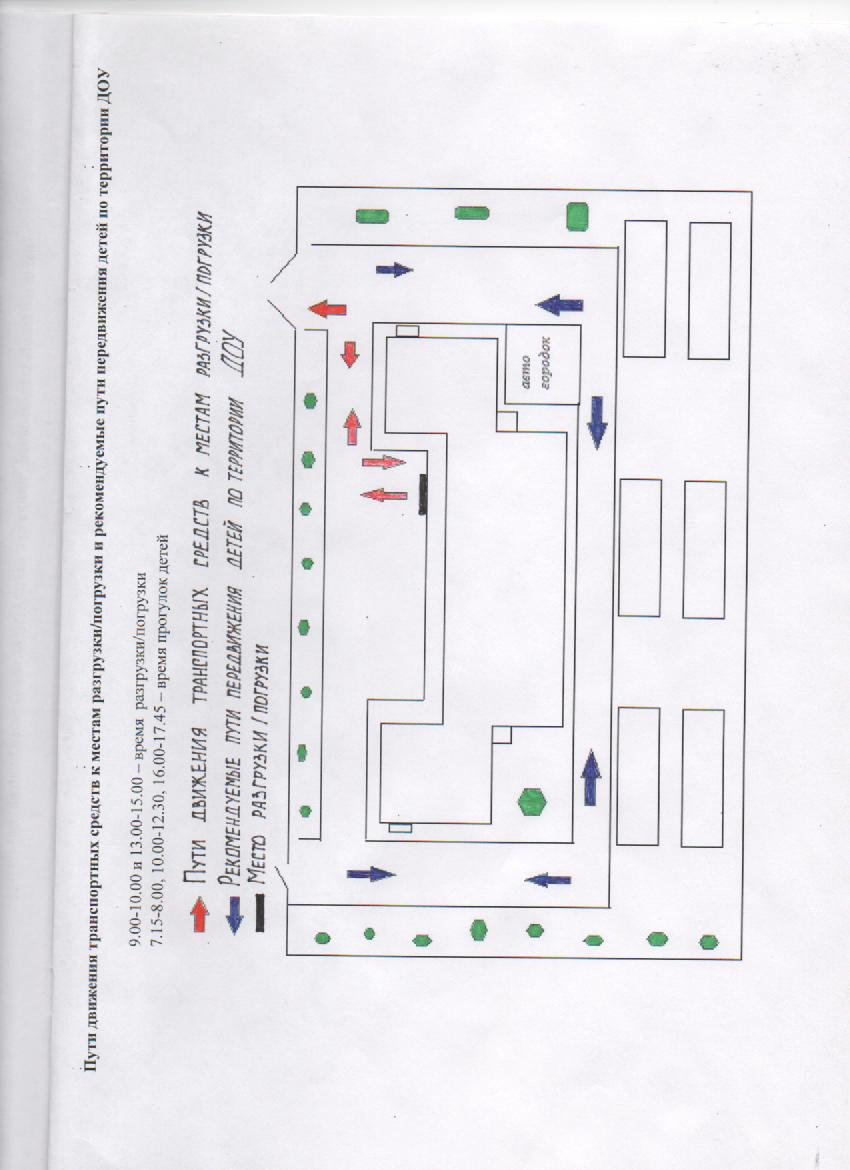 Пути движения транспортных средств к местам разгрузки/погрузки и рекомендуемые пути передвижения детей по территории ДОУ
9.00-10.00 и 13.00-15.00 – время разгрузки/погрузки
7.15-8.00, 10.00-12.30, 16.00-17.45 – время прогулок детей
Пути движения транспортных средств к местам разгрузки/погрузки
Рекомендуемые пути передвижения детей по территории ДОУ
Место разгрузки/погрузки
авто
городок